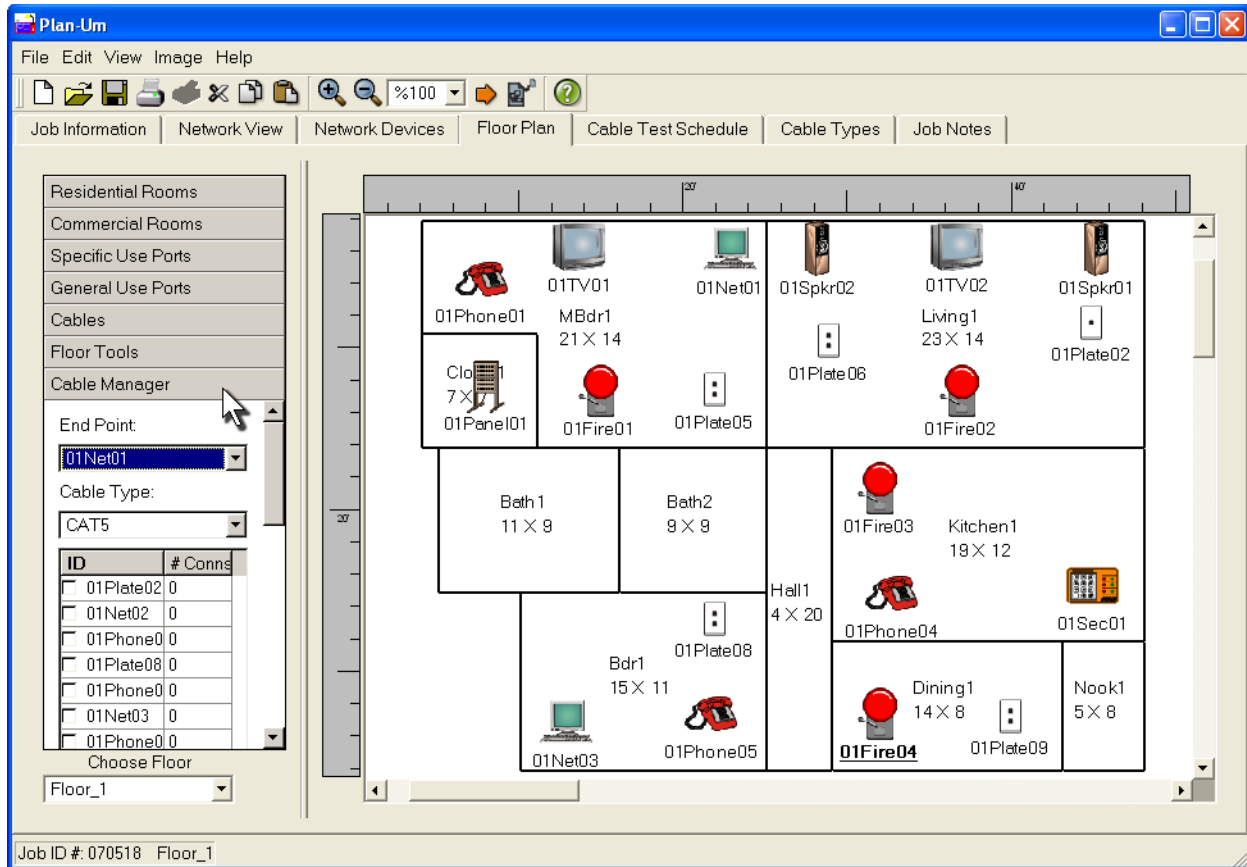 Plan-Um
File Edit View Image Help
%100
Job Information Network View Network Devices Floor Plan Cable Test Schedule Cable Types Job Notes
Residential Rooms
Commercial Rooms
Specific Use Ports
General Use Ports
Cables
Floor Tools
Cable Manager
End Point:
01Net01
Cable Type:
CAT5
ID # Conns
01Plate02 0
01Net02 0
01Phone0 0
01Plate08 0
01Phone0 0
01Net03 0
01Phone0 0
Choose Floor
Floor_1
20' 40'
20'
01Phone01 01TV01 01Net01 01Spkr02 01TV02 01Spkr01
MBdr1
21 X 14
Living1
23 X 14
01Plate02
01Plate06
7 X
01Panel01 01Fire01 01Plate05 01Fire02
Bath1
11 X 9
Bath2
9 X 9
01Fire03
Kitchen1
19 X 12
Hall1
4 X 20
01Phone04 01Sec01
01Plate08
Bdr1
15 X 11
01Net03 01Phone05
Dining1
14 X 8
Nook1
5 X 8
01Fire04 01Plate09
Job ID #: 070518 Floor_1